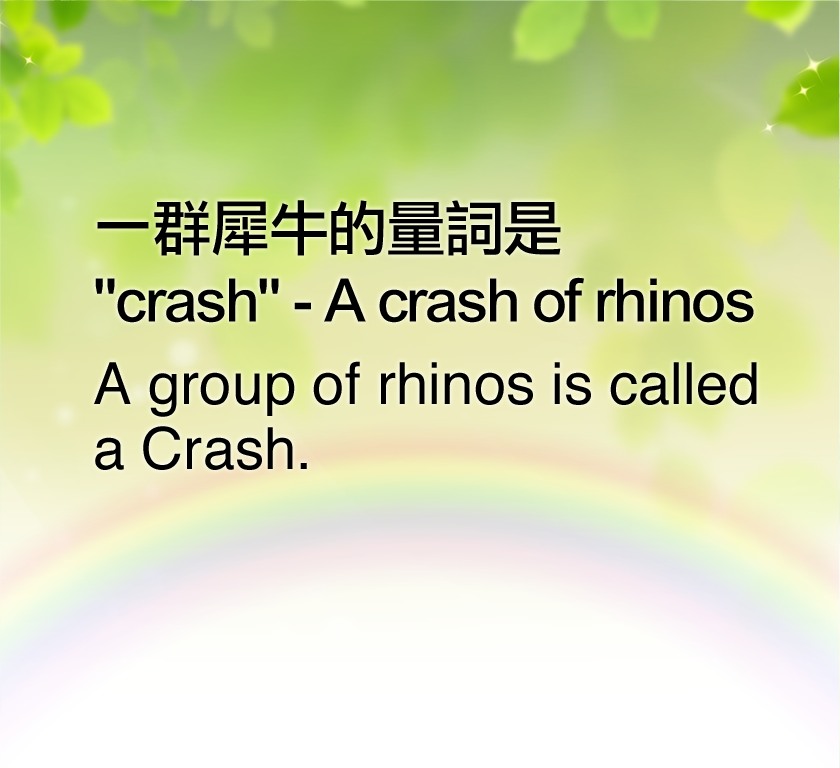 一群犀牛的量詞是
"crash" - A crash of rhinos
A group of rhinos is called
a Crash.